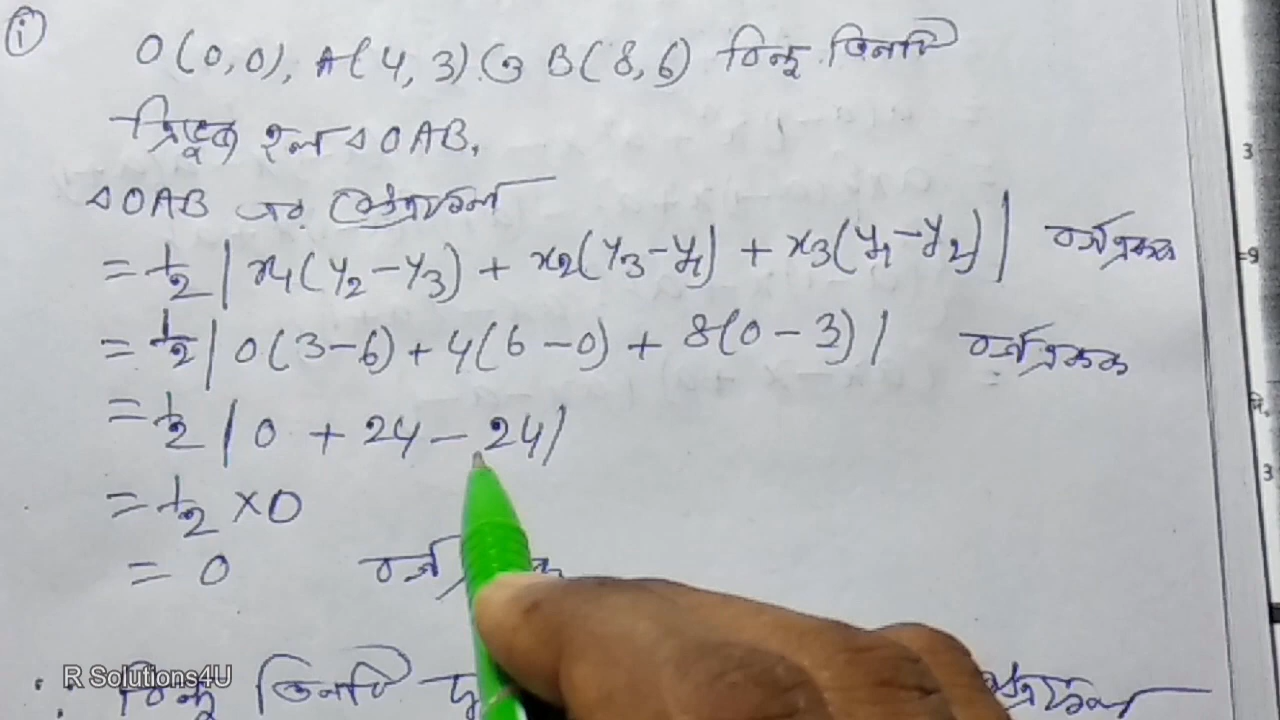 i
O(0,0), A(4,3) ও B(8,6) বিন্দু তিনটি
হল △OAB,
△OAB এর ক্ষেত্রফল
= 1/2 | x1(y2-y3) + x2(y3-y1) + x3(y1-y2) | বর্গএকক
= 1/2 | 0(3-6) + 4(6-0) + 8(0-3) | বর্গএকক
= 1/2 | 0 + 24 - 24 |
= 1/2 × 0
= 0
∴ বিন্দু তিনটি
R Solutions4U